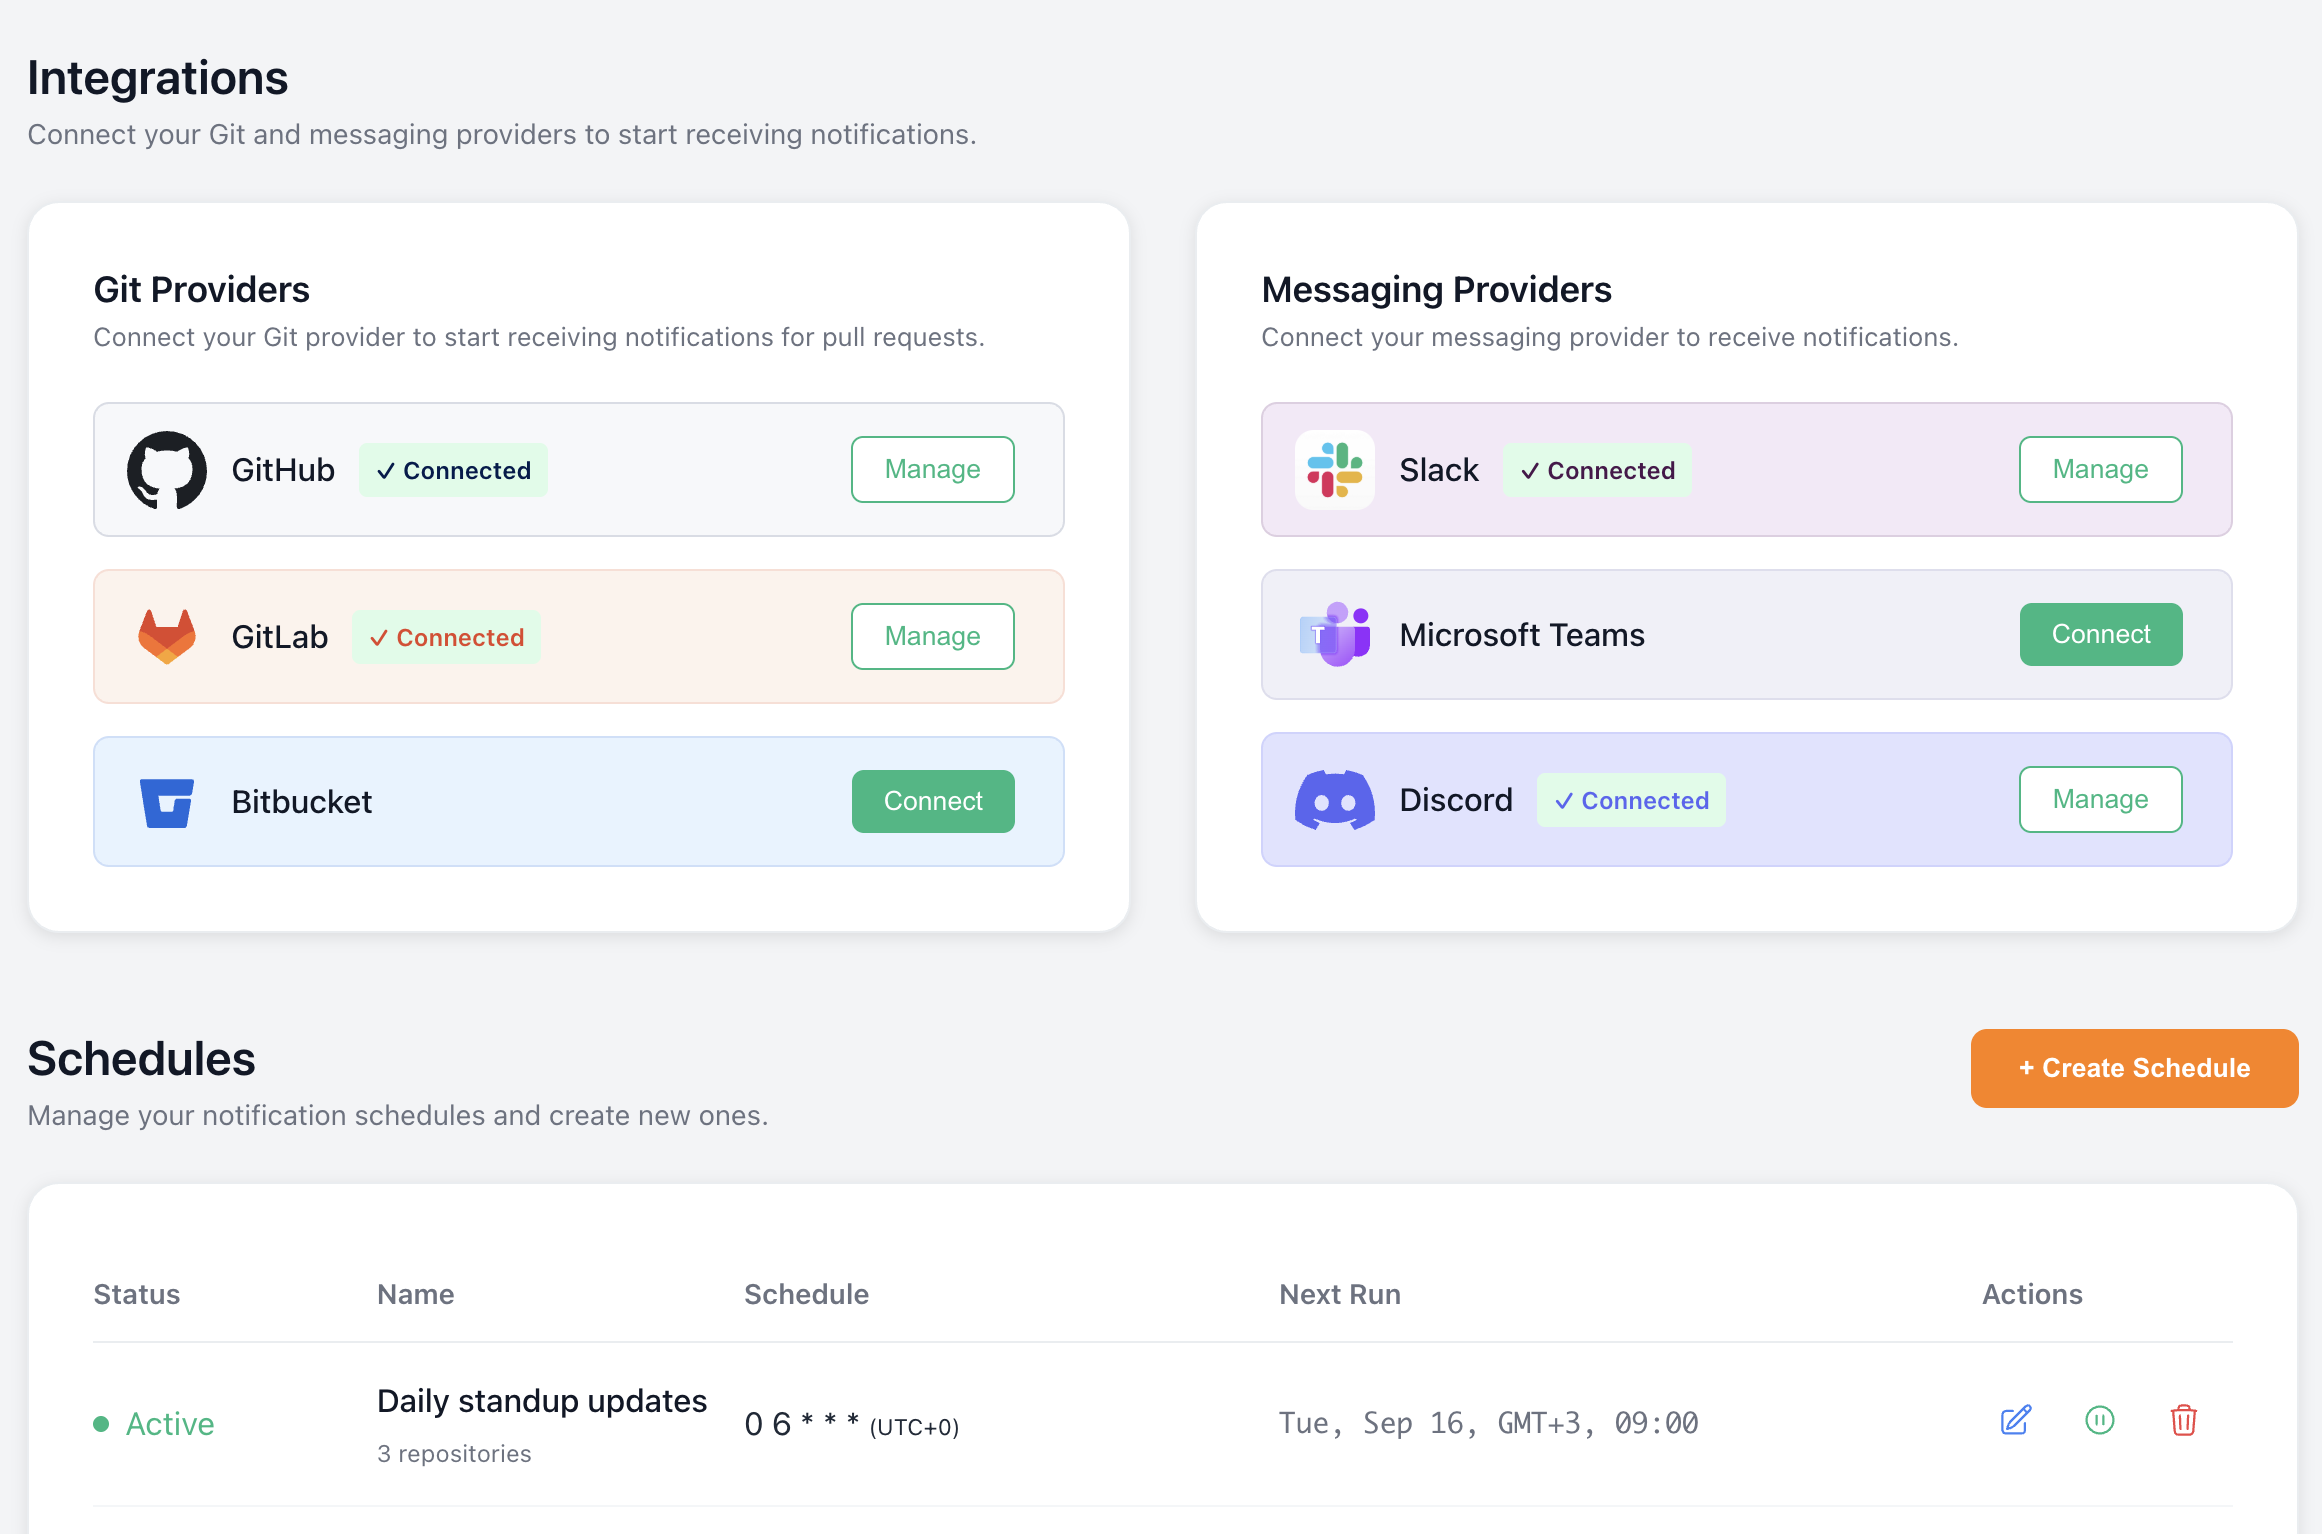 Integrations
Connect your Git and messaging providers to start receiving notifications.
Git Providers
Connect your Git provider to start receiving notifications for pull requests.
GitHub ✓ Connected Manage
GitLab ✓ Connected Manage
Bitbucket Connect
Messaging Providers
Connect your messaging provider to receive notifications.
Slack ✓ Connected Manage
T Microsoft Teams Connect
Discord ✓ Connected Manage
Schedules
Manage your notification schedules and create new ones.
+ Create Schedule
Status Name Schedule Next Run Actions
Active Daily standup updates 0 6 * * * (UTC+0) Tue, Sep 16, GMT+3, 09:00
3 repositories